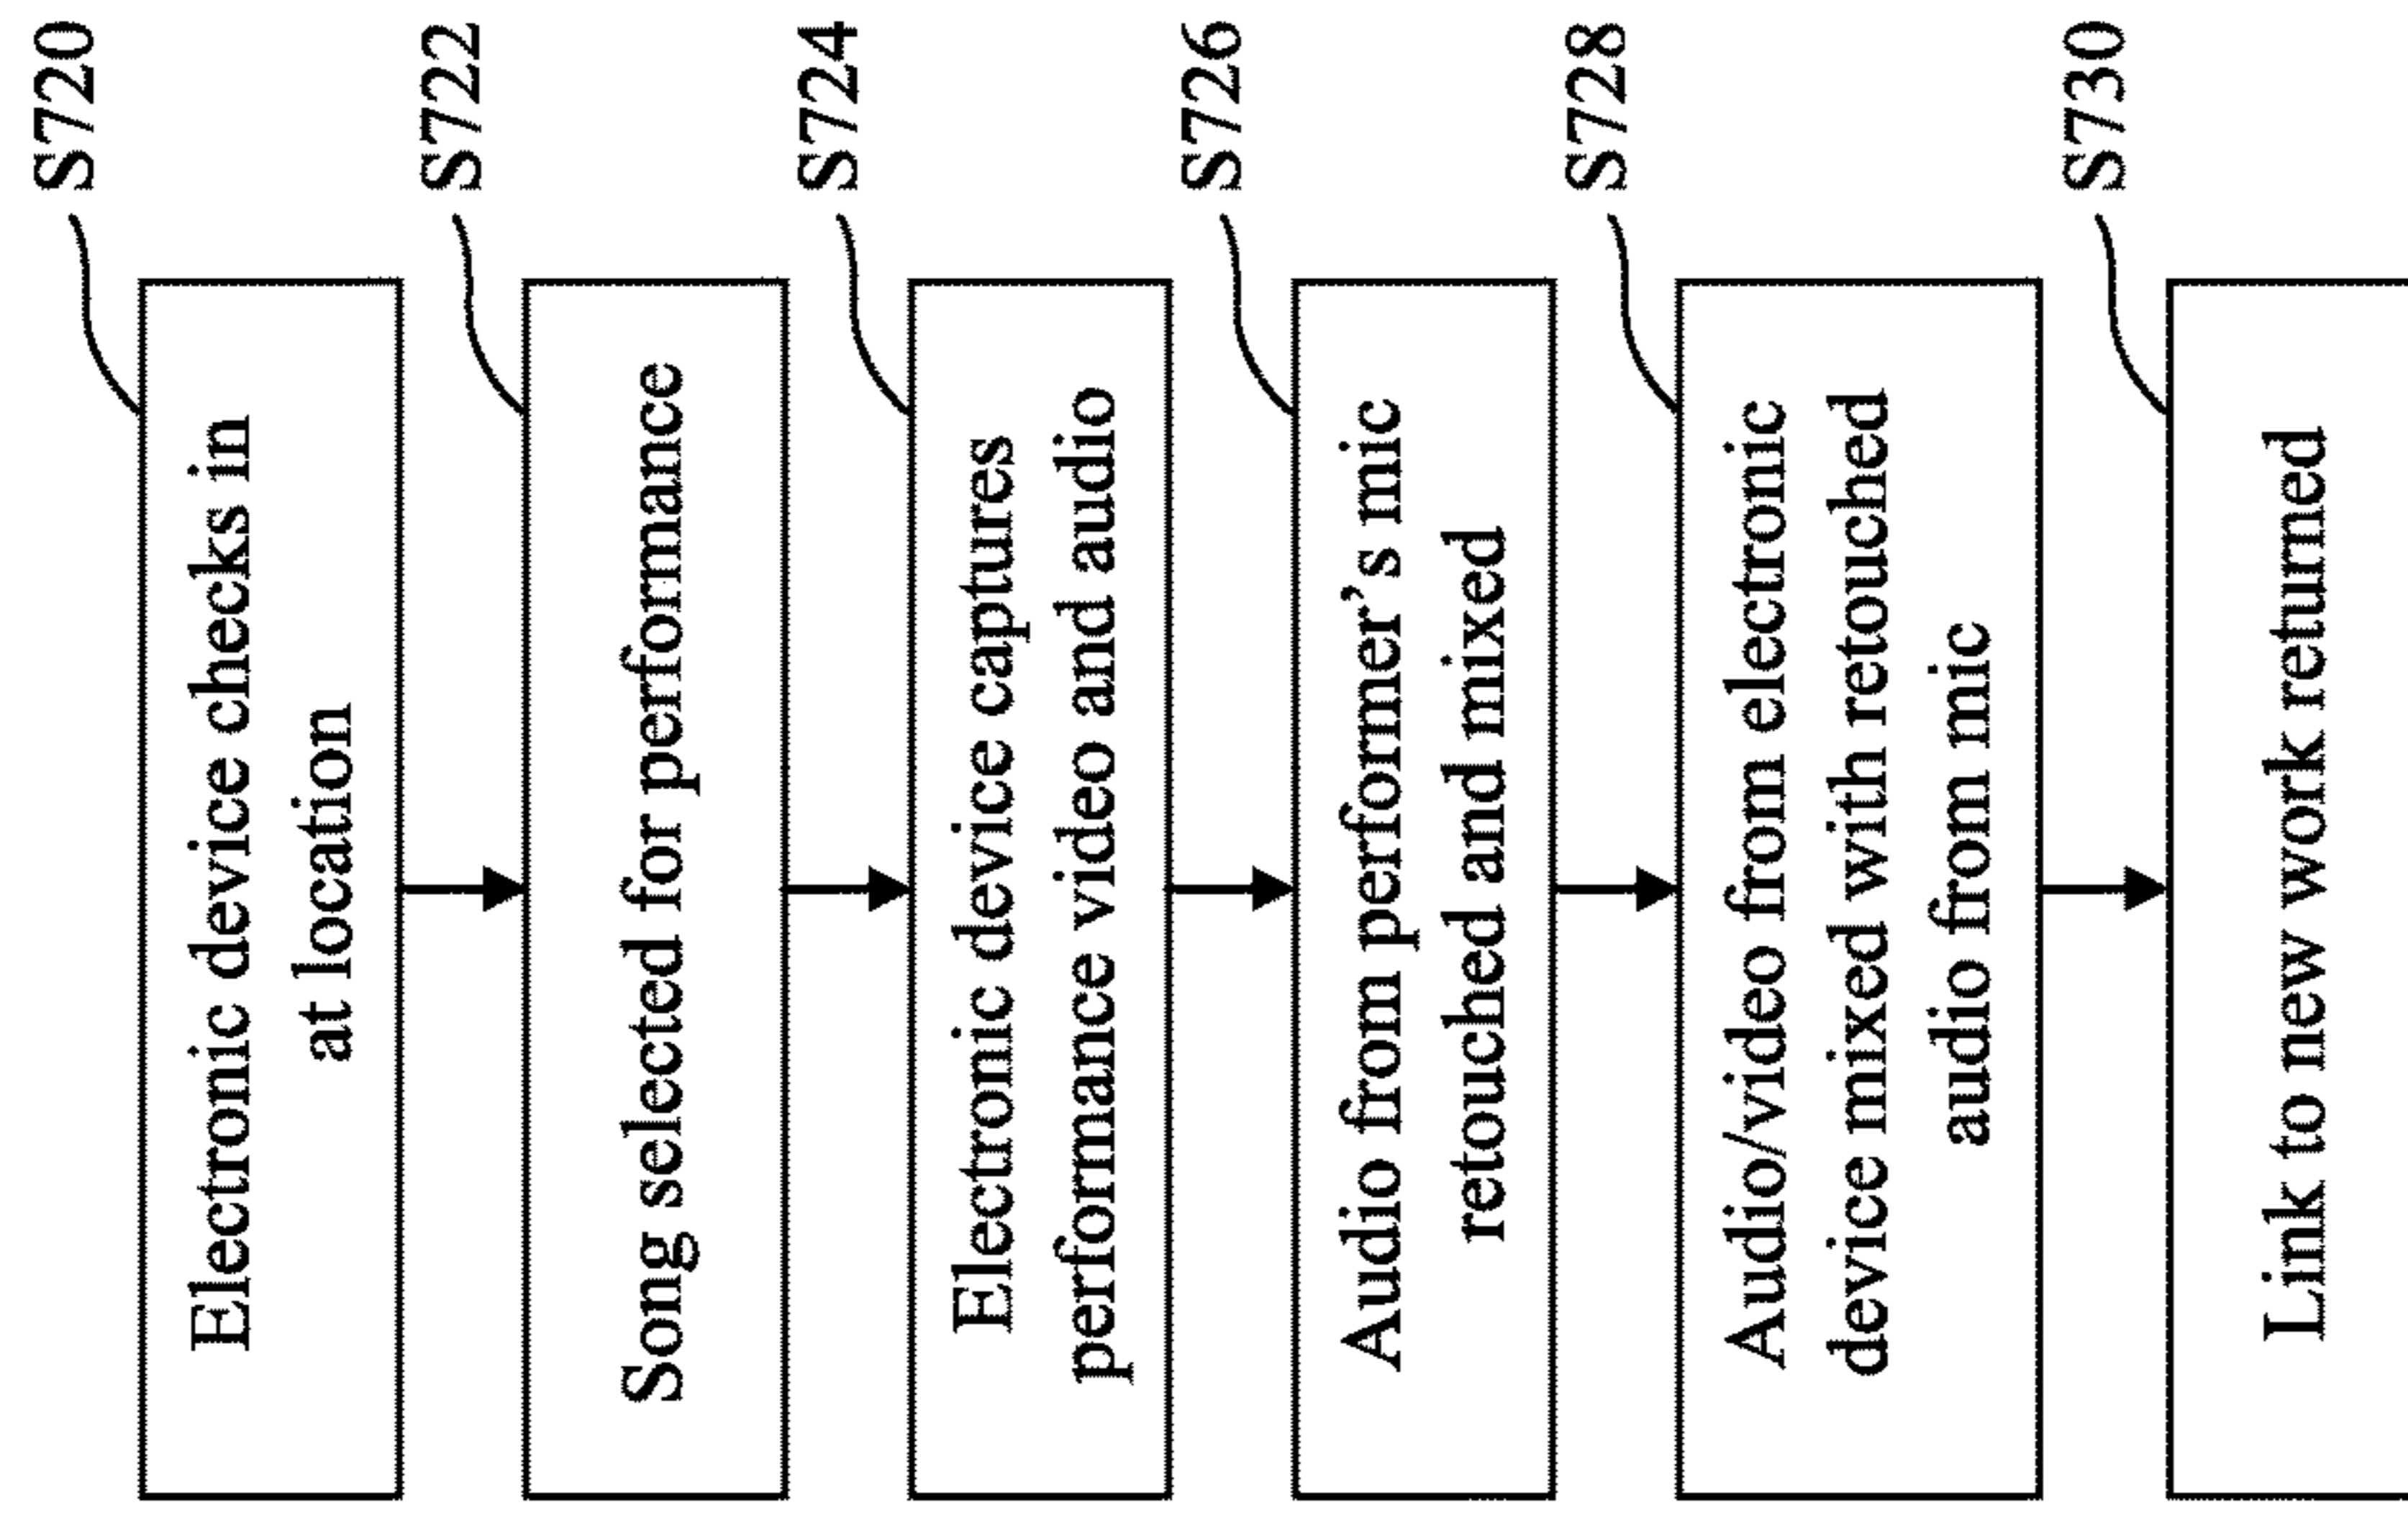 S720
Electronic device checks in
at location
S722
Song selected for performance
S724
Electronic device captures
performance video and audio
S726
Audio from performer's mic
retouched and mixed
S728
Audio/video from electronic
device mixed with retouched
audio from mic
S730
Link to new work returned